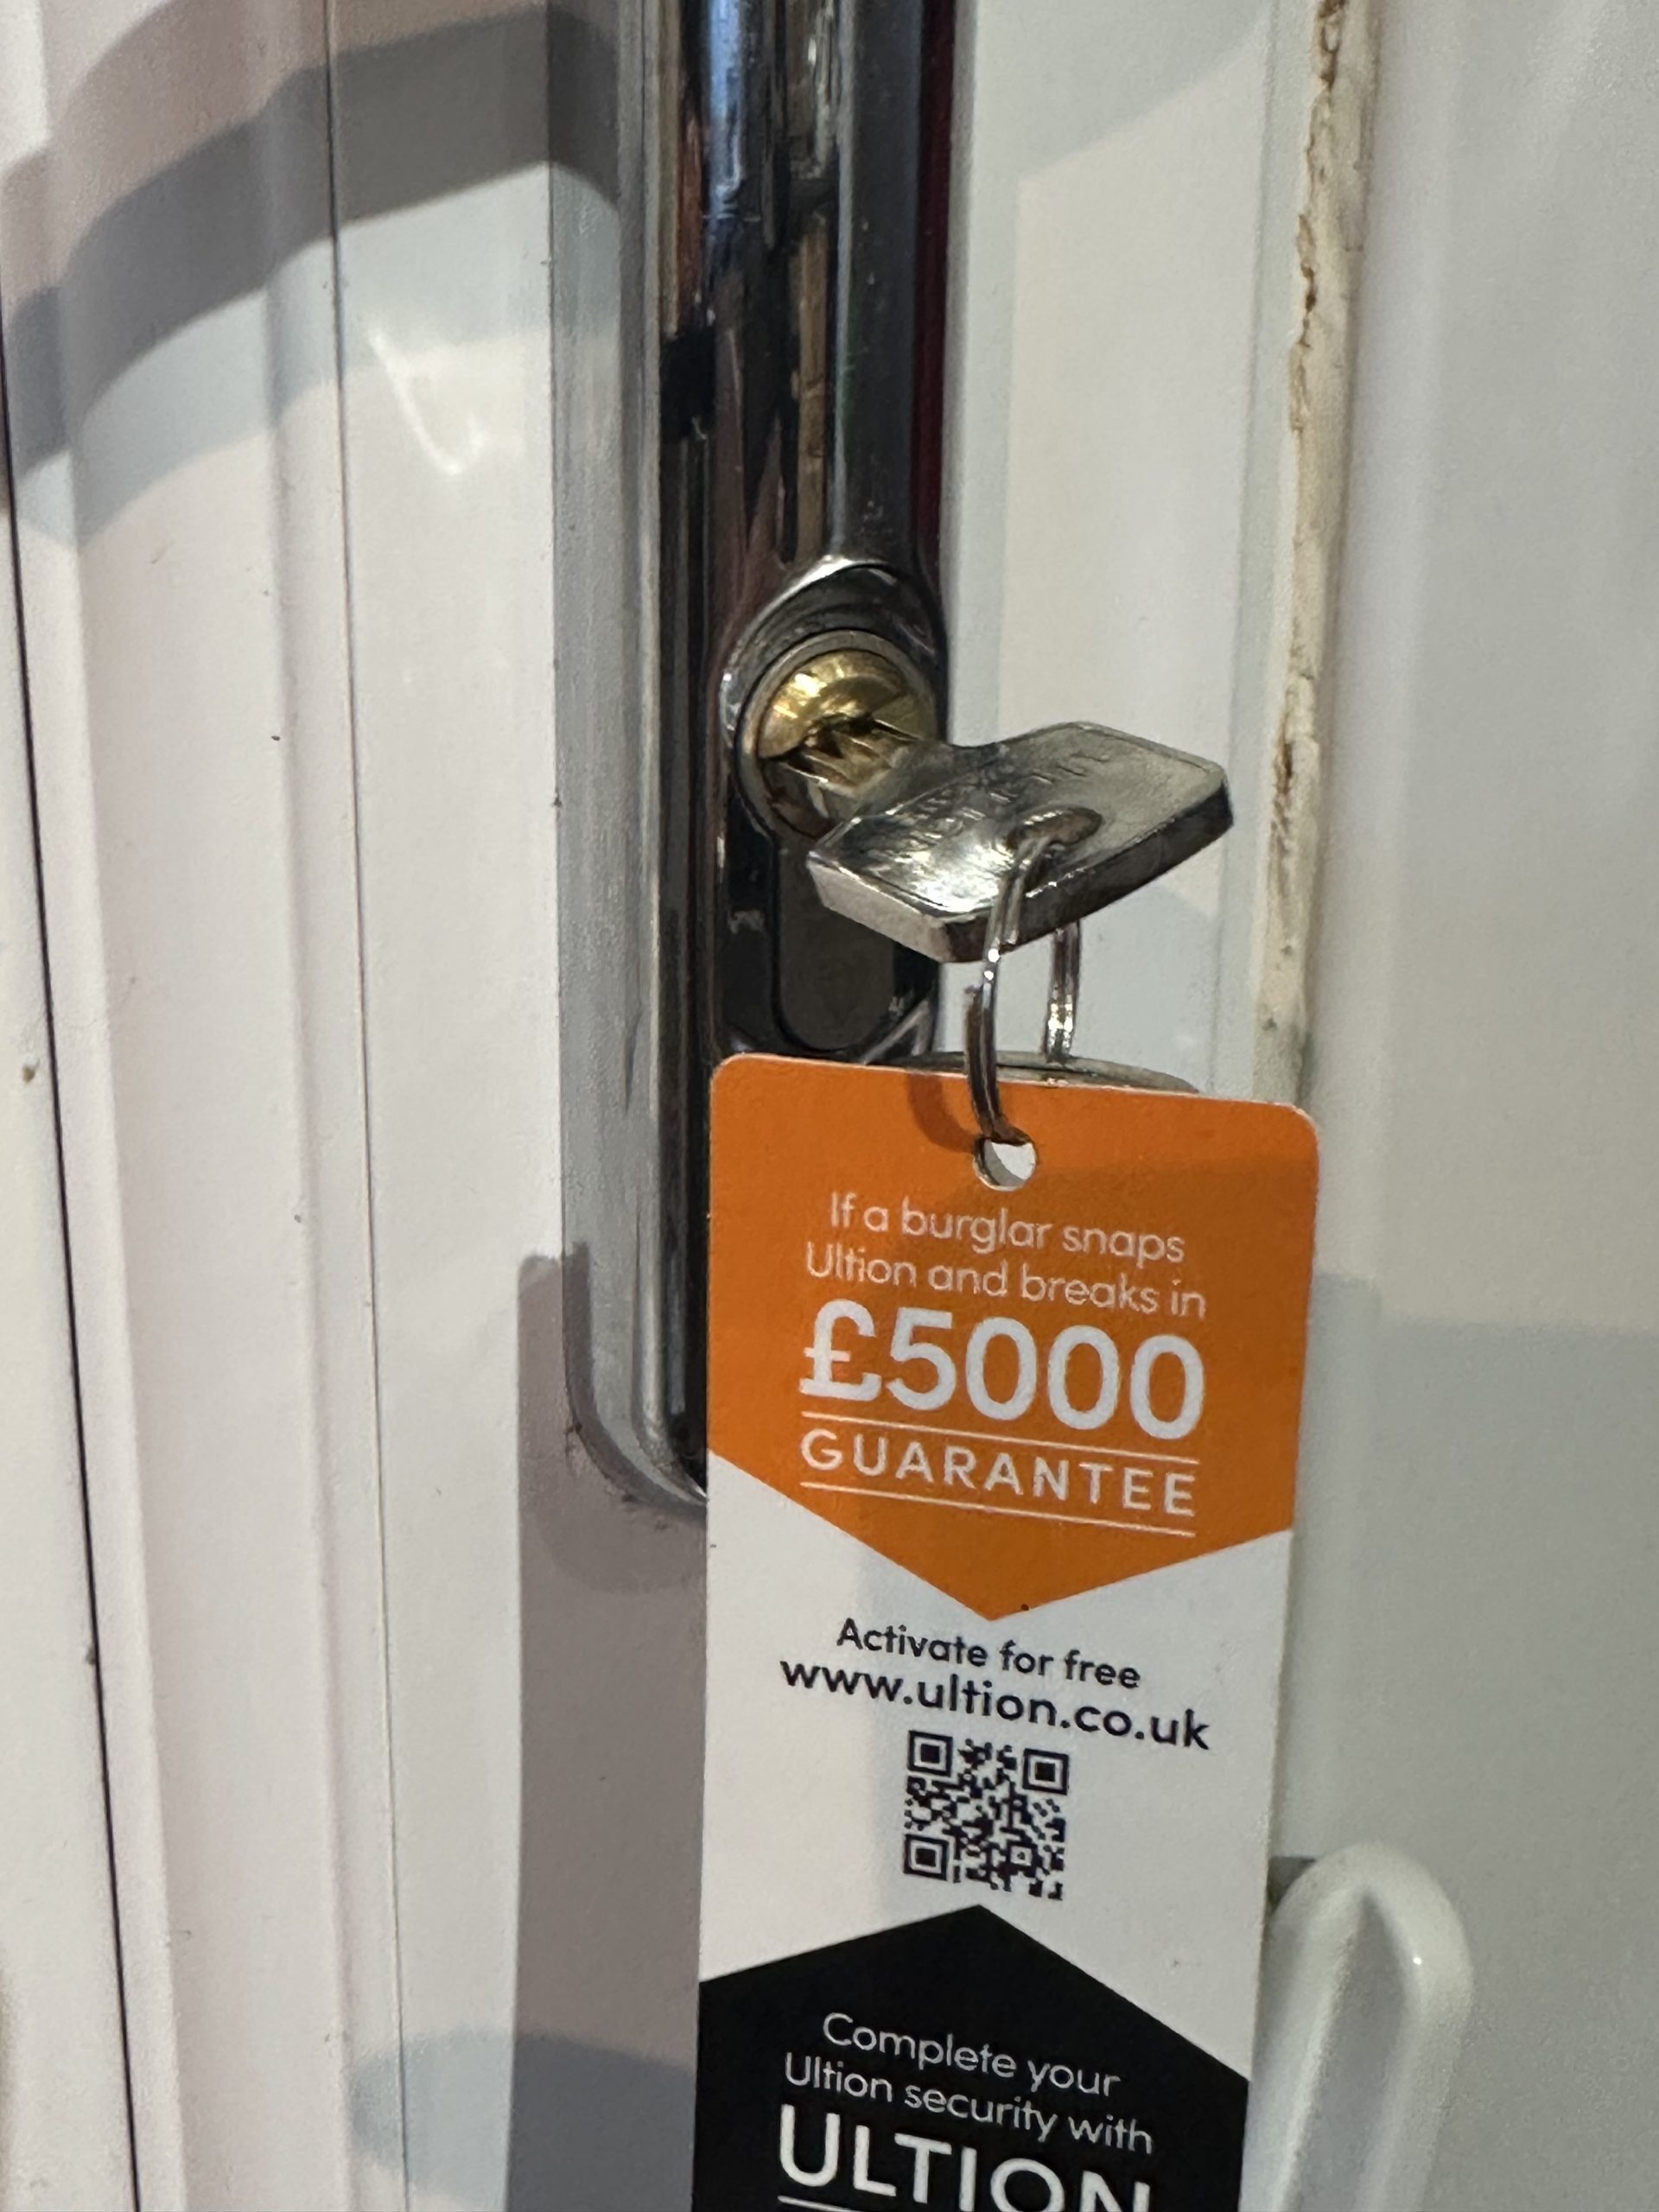 If a burglar snaps
Ultion and breaks in
£5000
GUARANTEE
Activate for free
www.ultion.co.uk
Complete your
Ultion security with
ULTION